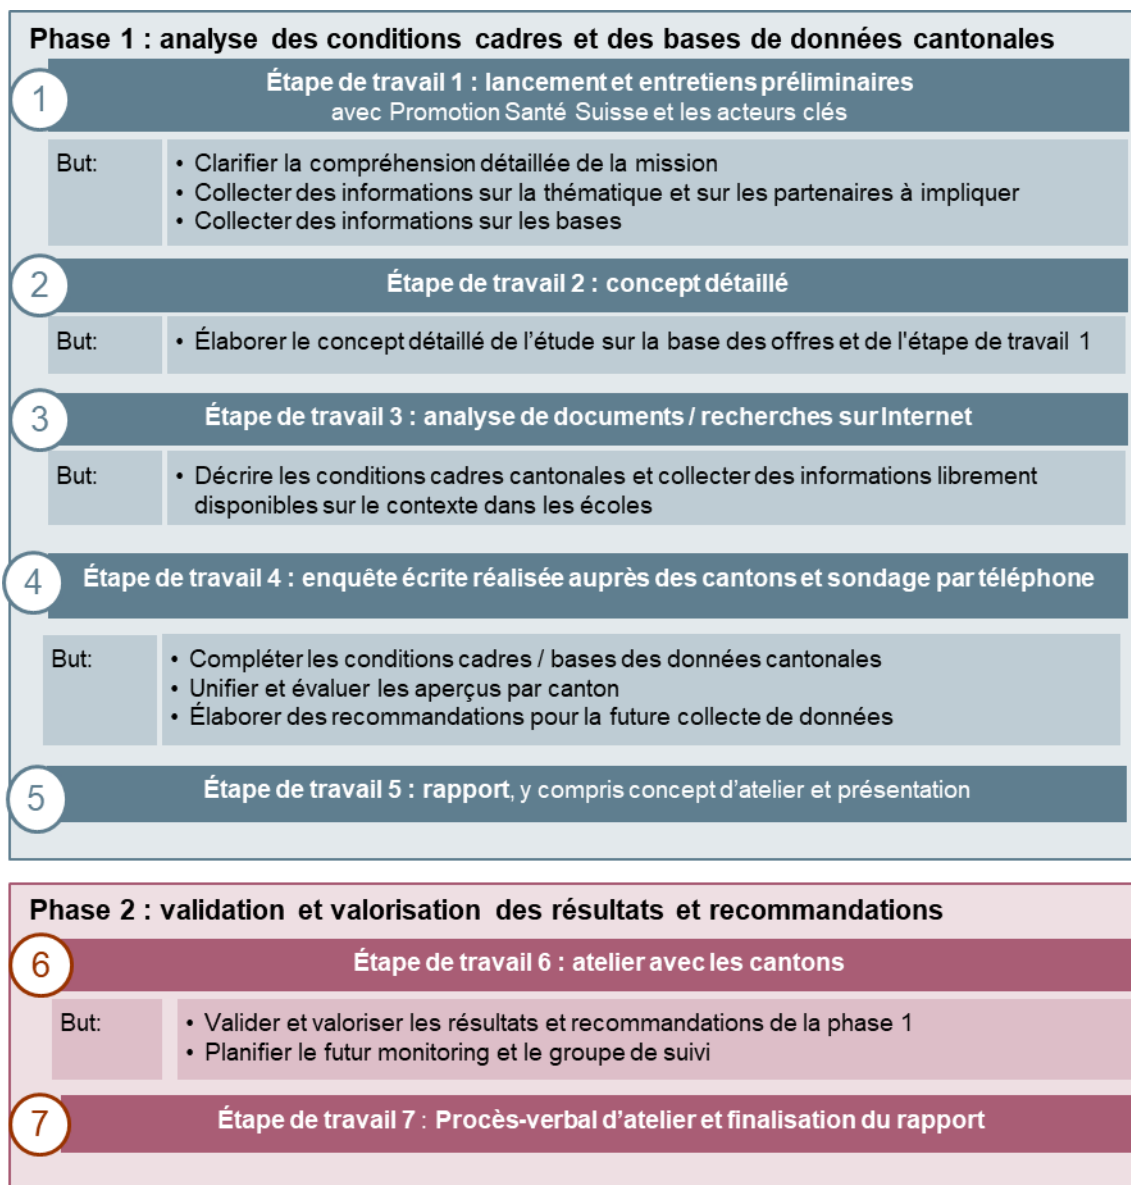 Phase 1 : analyse des conditions cadres et des bases de données cantonales
1
Étape de travail 1 : lancement et entretiens préliminaires
avec Promotion Santé Suisse et les acteurs clés
But:
• Clarifier la compréhension détaillée de la mission
• Collecter des informations sur la thématique et sur les partenaires à impliquer
• Collecter des informations sur les bases
2
Étape de travail 2 : concept détaillé
But:
• Élaborer le concept détaillé de l’étude sur la base des offres et de l'étape de travail 1
3
Étape de travail 3 : analyse de documents / recherches sur Internet
But:
• Décrire les conditions cadres cantonales et collecter des informations librement
disponibles sur le contexte dans les écoles
4
Étape de travail 4 : enquête écrite réalisée auprès des cantons et sondage par téléphone
But:
• Compléter les conditions cadres / bases des données cantonales
• Unifier et évaluer les aperçus par canton
• Élaborer des recommandations pour la future collecte de données
5
Étape de travail 5 : rapport, y compris concept d’atelier et présentation
Phase 2 : validation et valorisation des résultats et recommandations
6
Étape de travail 6 : atelier avec les cantons
But:
• Valider et valoriser les résultats et recommandations de la phase 1
• Planifier le futur monitoring et le groupe de suivi
7
Étape de travail 7 : Procès-verbal d’atelier et finalisation du rapport